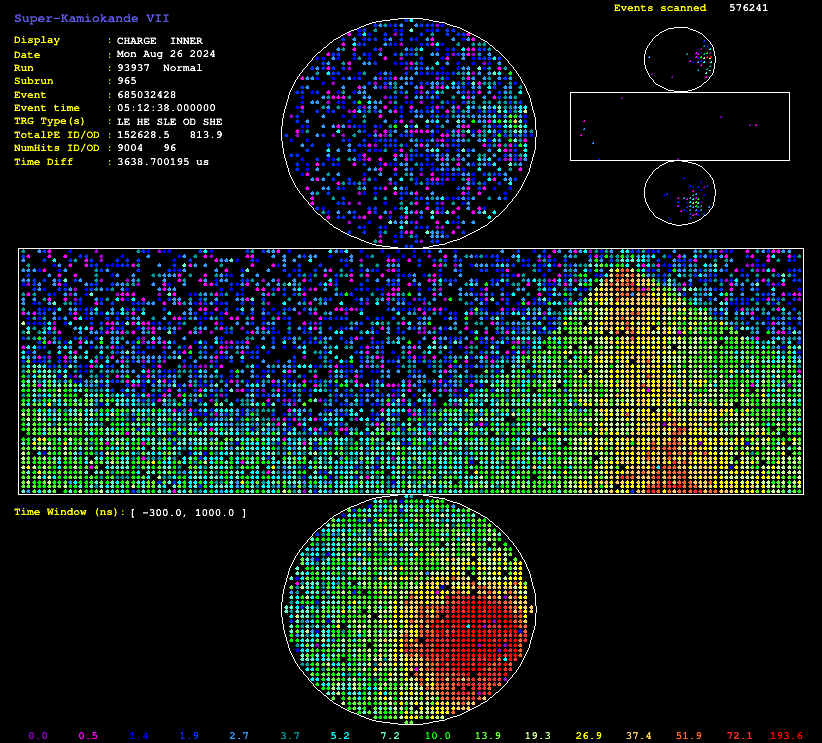 Events scanned 576241
Super-Kamiokande VII
Display : CHARGE INNER
Date : Mon Aug 26 2024
Run : 93937 Normal
Subrun : 965
Event : 685032428
Event time : 05:12:38.000000
TRG Type(s) : LE HE SLE OD SHE
TotalPE ID/OD : 152628.5 813.9
NumHits ID/OD : 9004 96
Time Diff : 3638.700195 us
Time Window (ns): [ -300.0, 1000.0 ]
0.0 0.5 1.4 1.9 2.7 3.7 5.2 7.2 10.0 13.9 19.3 26.9 37.4 51.9 72.1 193.6